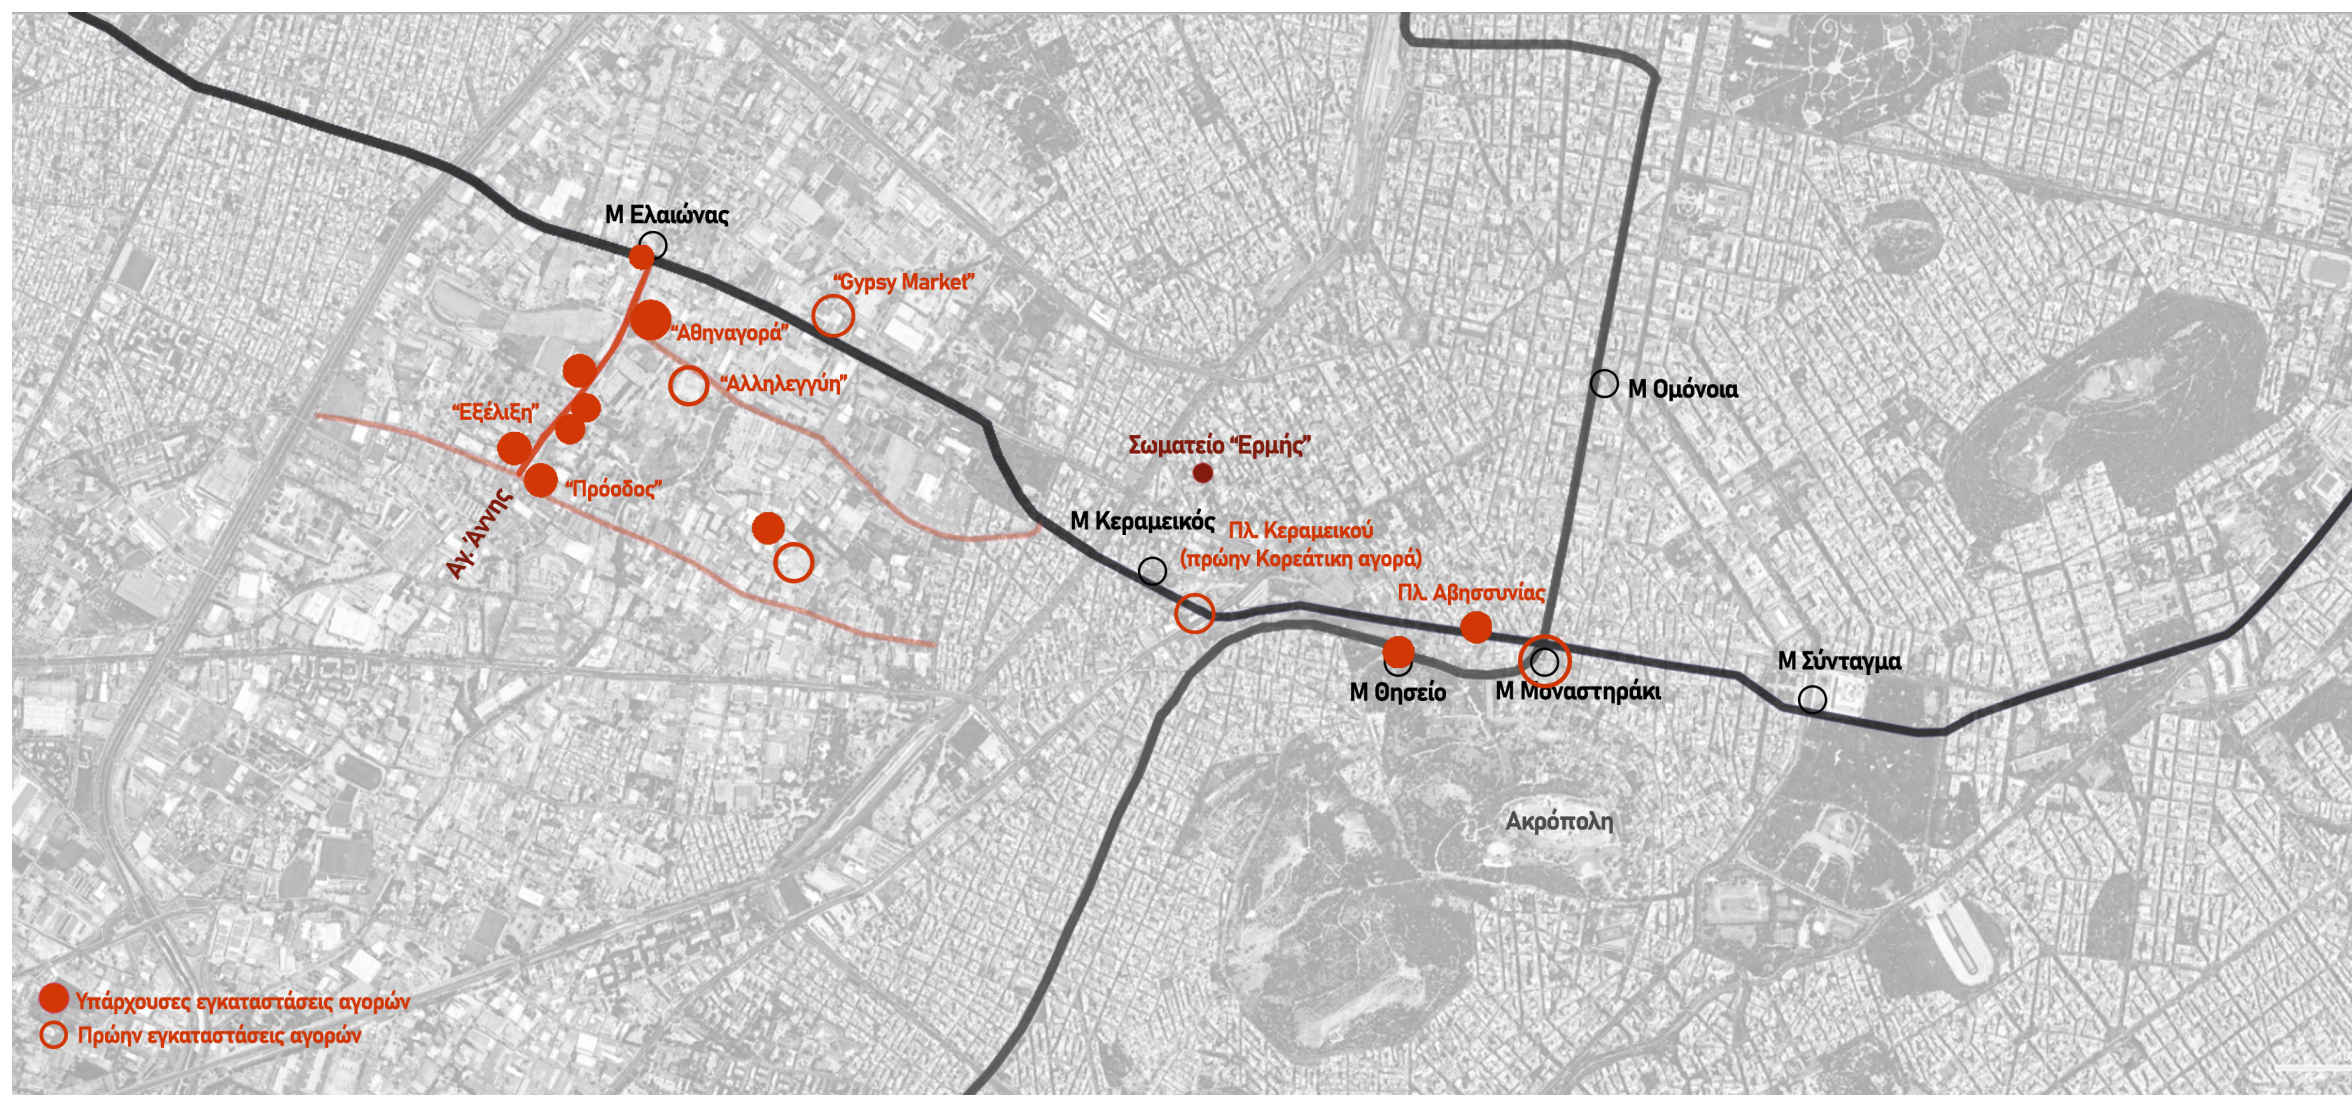 Μ Ελαιώνας
“Gypsy Market”
“Αθηναγορά”
“Αλληλεγγύη”
“Εξέλιξη”
“Πρόοδος”
Αγ. Άννης
Μ Ομόνοια
Σωματείο “Ερμής”
Μ Κεραμεικός
Πλ. Κεραμεικού
(πρώην Κορεάτικη αγορά)
Πλ. Αβησσυνίας
Μ Θησείο
Μ Μοναστηράκι
Μ Σύνταγμα
Ακρόπολη
Υπάρχουσες εγκαταστάσεις αγορών
Πρώην εγκαταστάσεις αγορών